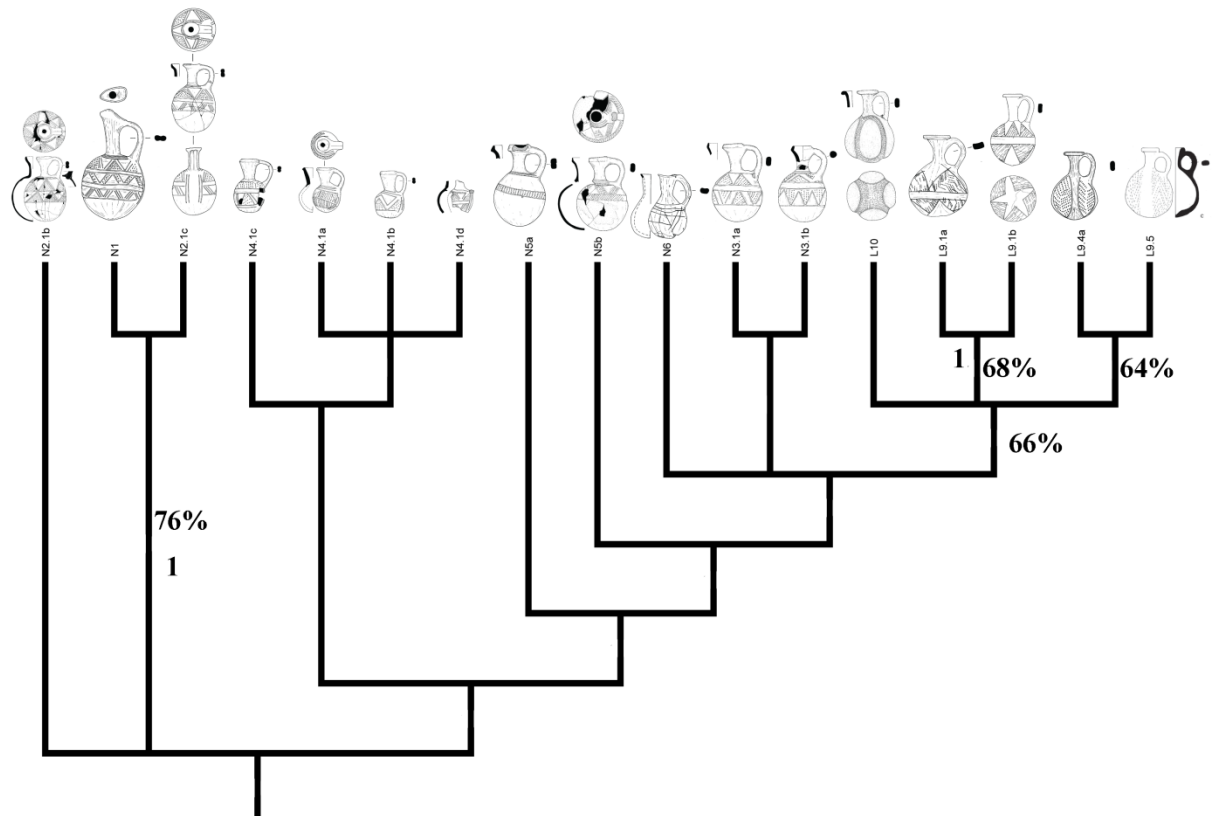 N2.1b
N1
N2.1c
N4.1c
N4.1a
N4.1b
N4.1d
N5a
N5b
N6
N3.1a
N3.1b
L10
L9.1a
L9.1b
L9.4a
L9.5
1
68%
64%
66%
76%
1